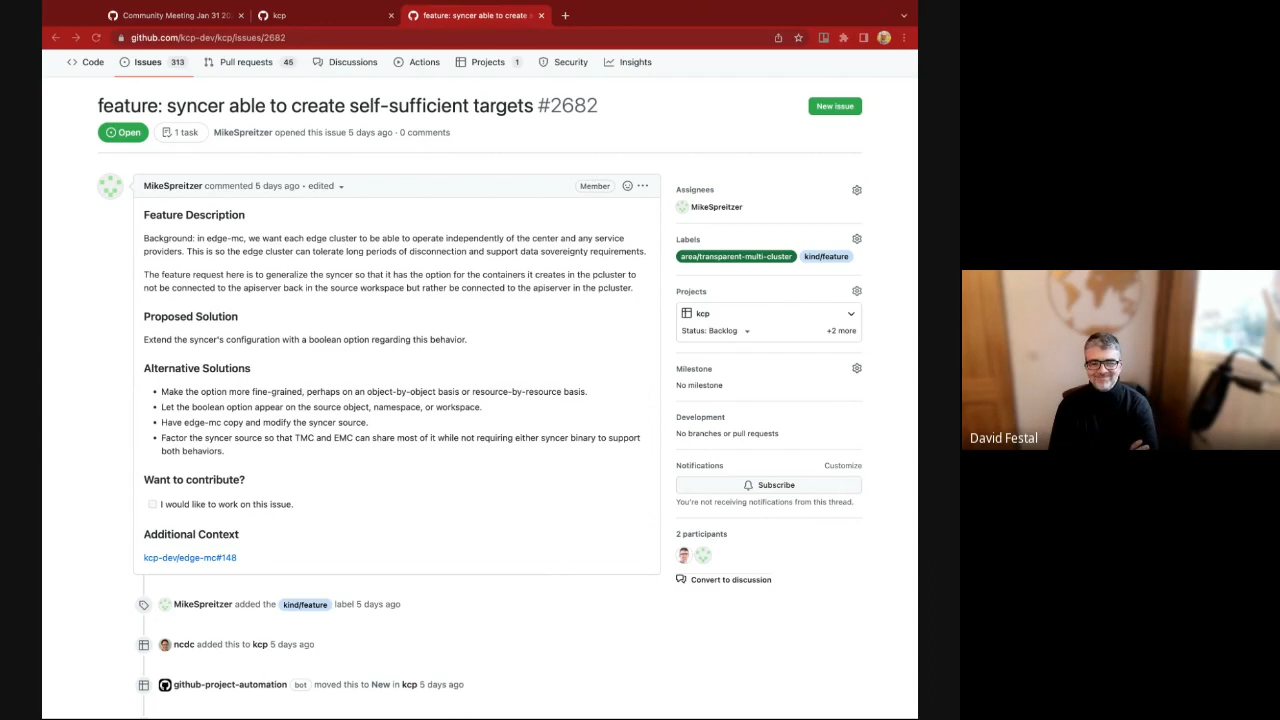 Community Meeting Jan 31 20
kcp
feature: syncer able to create s
github.com/kcp-dev/kcp/issues/2682
Code
Issues 313
Pull requests 45
Discussions
Actions
Projects 1
Security
Insights
feature: syncer able to create self-sufficient targets #2682
New issue
Open
1 task
MikeSpreitzer opened this issue 5 days ago · 0 comments
MikeSpreitzer commented 5 days ago • edited
Member
Feature Description
Background: in edge-mc, we want each edge cluster to be able to operate independently of the center and any service
providers. This is so the edge cluster can tolerate long periods of disconnection and support data sovereignty requirements.
The feature request here is to generalize the syncer so that it has the option for the containers it creates in the pcluster to
not be connected to the apiserver back in the source workspace but rather be connected to the apiserver in the pcluster.
Proposed Solution
Extend the syncer's configuration with a boolean option regarding this behavior.
Alternative Solutions
• Make the option more fine-grained, perhaps on an object-by-object basis or resource-by-resource basis.
• Let the boolean option appear on the source object, namespace, or workspace.
• Have edge-mc copy and modify the syncer source.
• Factor the syncer source so that TMC and EMC can share most of it while not requiring either syncer binary to support
both behaviors.
Want to contribute?
I would like to work on this issue.
Additional Context
kcp-dev/edge-mc#148
MikeSpreitzer added the kind/feature label 5 days ago
ncdc added this to kcp 5 days ago
github-project-automation bot moved this to New in kcp 5 days ago
Assignees
MikeSpreitzer
Labels
area/transparent-multi-cluster kind/feature
Projects
kcp
Status: Backlog
+2 more
Milestone
No milestone
Development
No branches or pull requests
Notifications
Customize
Subscribe
You're not receiving notifications from this thread.
2 participants
Convert to discussion
David Festal